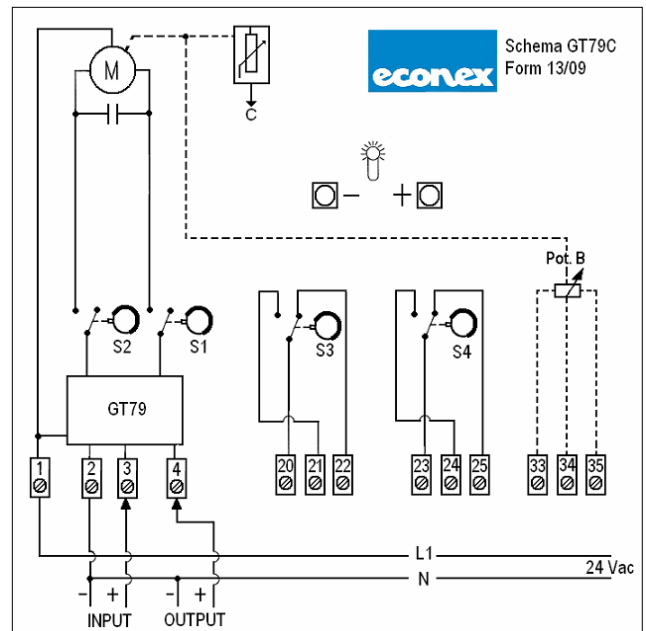 econex
Schema GT79C
Form 13/09
M
C
- +
Pot. B
S2 S1 S3 S4
GT79
1 2 3 4 20 21 22 23 24 25 33 34 35
L1
24 Vac
N
- + - +
INPUT OUTPUT